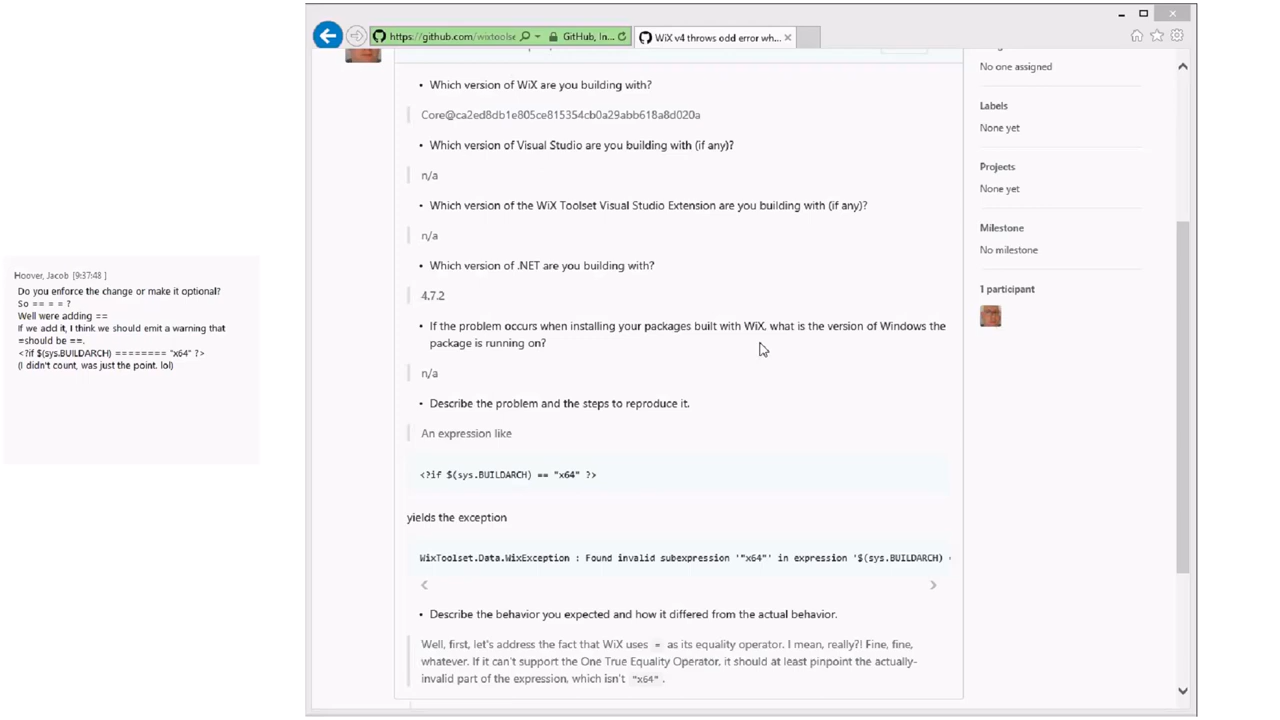 https://github.com/wixtoolse
GitHub, In...
WiX v4 throws odd error wh...
No one assigned
Labels
None yet
Projects
None yet
Milestone
No milestone
1 participant
• Which version of WiX are you building with?
Core@ca2ed8db1e805ce815354cb0a29abb618a8d020a
• Which version of Visual Studio are you building with (if any)?
n/a
• Which version of the WiX Toolset Visual Studio Extension are you building with (if any)?
n/a
• Which version of .NET are you building with?
4.7.2
• If the problem occurs when installing your packages built with WiX, what is the version of Windows the
package is running on?
n/a
• Describe the problem and the steps to reproduce it.
An expression like
<?if $(sys.BUILDARCH) == "x64" ?>
yields the exception
WixToolset.Data.WixException : Found invalid subexpression '"x64"' in expression '$(sys.BUILDARCH)
• Describe the behavior you expected and how it differed from the actual behavior.
Well, first, let's address the fact that WiX uses = as its equality operator. I mean, really?! Fine, fine,
whatever. If it can't support the One True Equality Operator, it should at least pinpoint the actually-
invalid part of the expression, which isn't "x64".
Hoover, Jacob [9:37:48 ]
Do you enforce the change or make it optional?
So == = = ?
Well were adding ==
If we add it, I think we should emit a warning that
=should be ==.
<?if $(sys.BUILDARCH) ======== "x64" ?>
(I didn't count, was just the point. lol)